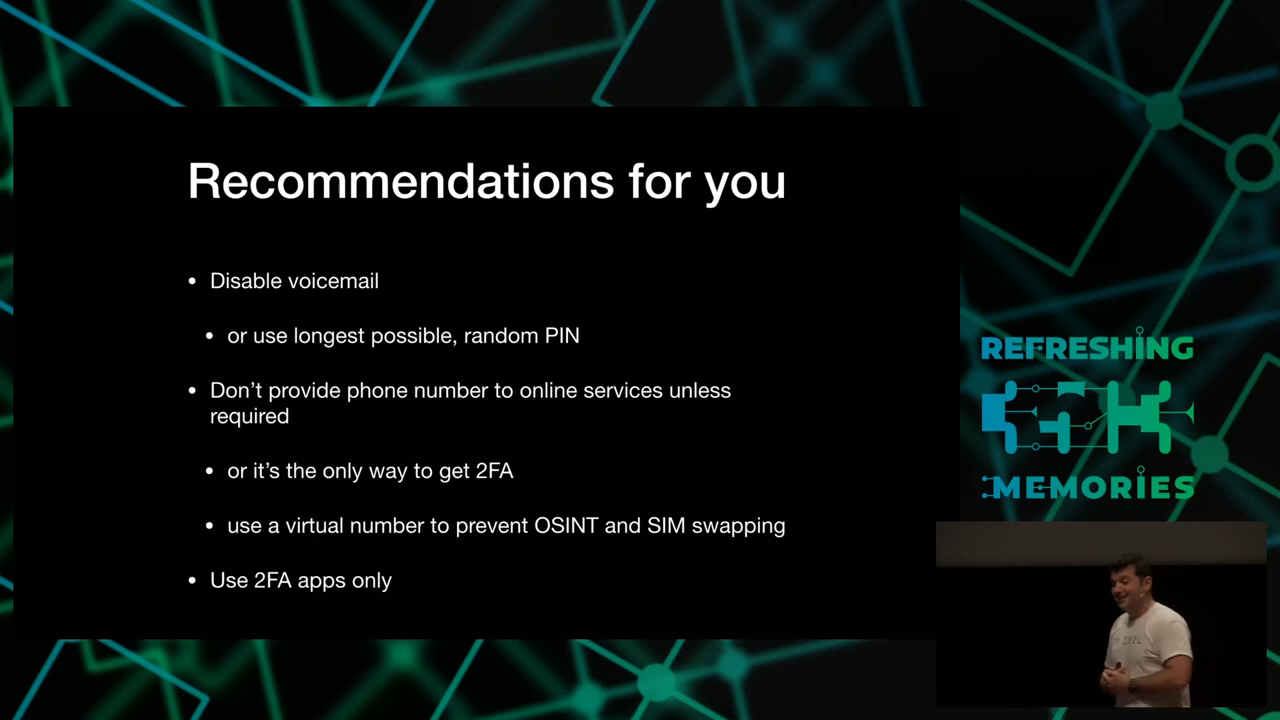 Recommendations for you
• Disable voicemail
• or use longest possible, random PIN
• Don’t provide phone number to online services unless
required
• or it’s the only way to get 2FA
• use a virtual number to prevent OSINT and SIM swapping
• Use 2FA apps only
REFRESHING
MEMORIES